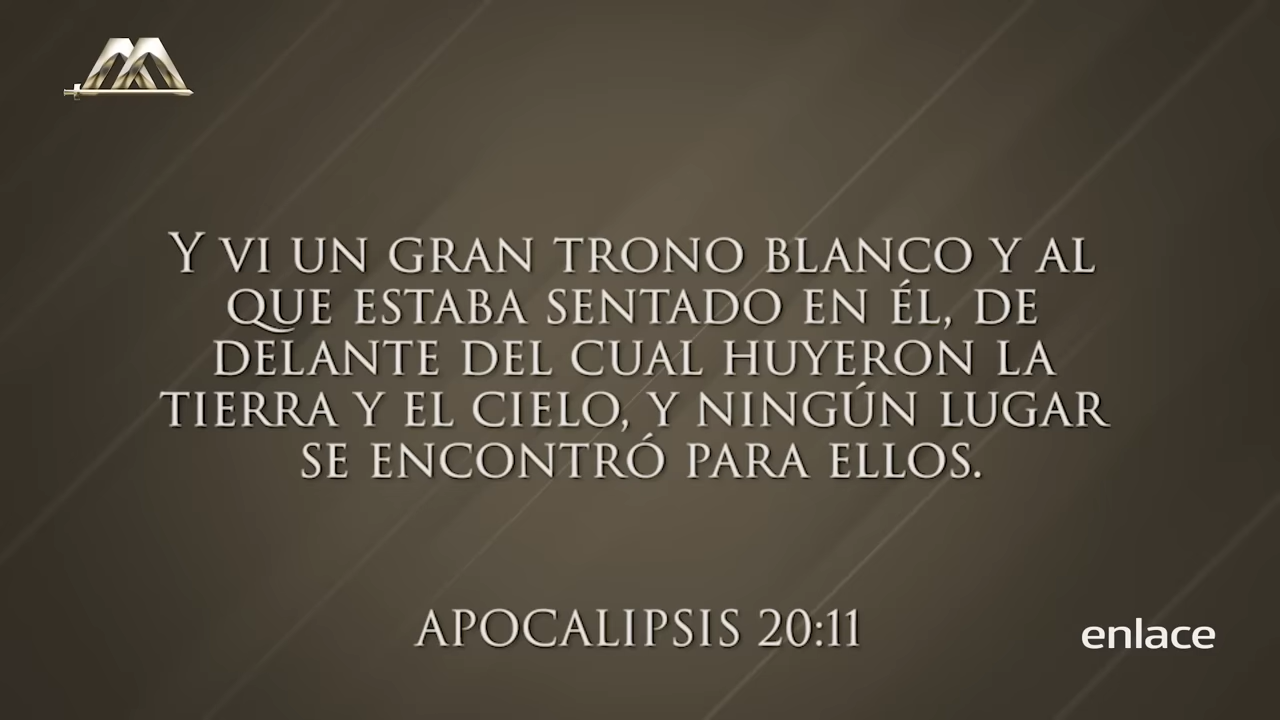 Y VI UN GRAN TRONO BLANCO Y AL
QUE ESTABA SENTADO EN ÉL, DE
DELANTE DEL CUAL HUYERON LA
TIERRA Y EL CIELO, Y NINGÚN LUGAR
SE ENCONTRÓ PARA ELLOS.
APOCALIPSIS 20:11
enlace